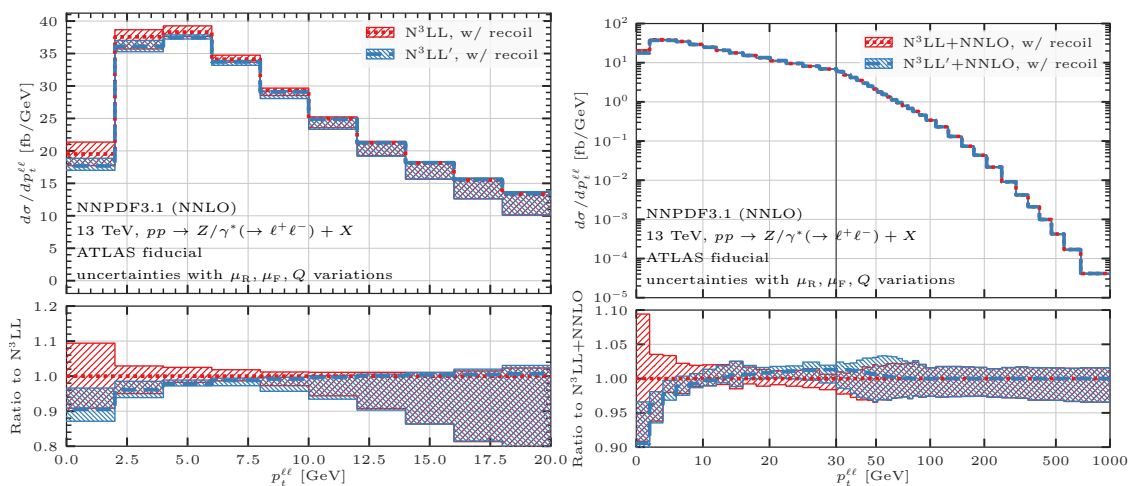 40
35
30
25
20
15
10
5
0
dσ/dp_t^{ℓℓ} [fb/GeV]
N³LL, w/ recoil
N³LL′, w/ recoil
NNPDF3.1 (NNLO)
13 TeV, pp → Z/γ*(→ ℓ⁺ℓ⁻) + X
ATLAS fiducial
uncertainties with μ_R, μ_F, Q variations
1.2
1.1
1.0
0.9
0.8
Ratio to N³LL
0.0 2.5 5.0 7.5 10.0 12.5 15.0 17.5 20.0
p_t^{ℓℓ} [GeV]
10²
10¹
10⁰
10⁻¹
10⁻²
10⁻³
10⁻⁴
10⁻⁵
dσ/dp_t^{ℓℓ} [fb/GeV]
N³LL+NNLO, w/ recoil
N³LL′+NNLO, w/ recoil
NNPDF3.1 (NNLO)
13 TeV, pp → Z/γ*(→ ℓ⁺ℓ⁻) + X
ATLAS fiducial
uncertainties with μ_R, μ_F, Q variations
1.10
1.05
1.00
0.95
0.90
Ratio to N³LL+NNLO
0 10 20 30 50 100 200 500 1000
p_t^{ℓℓ} [GeV]